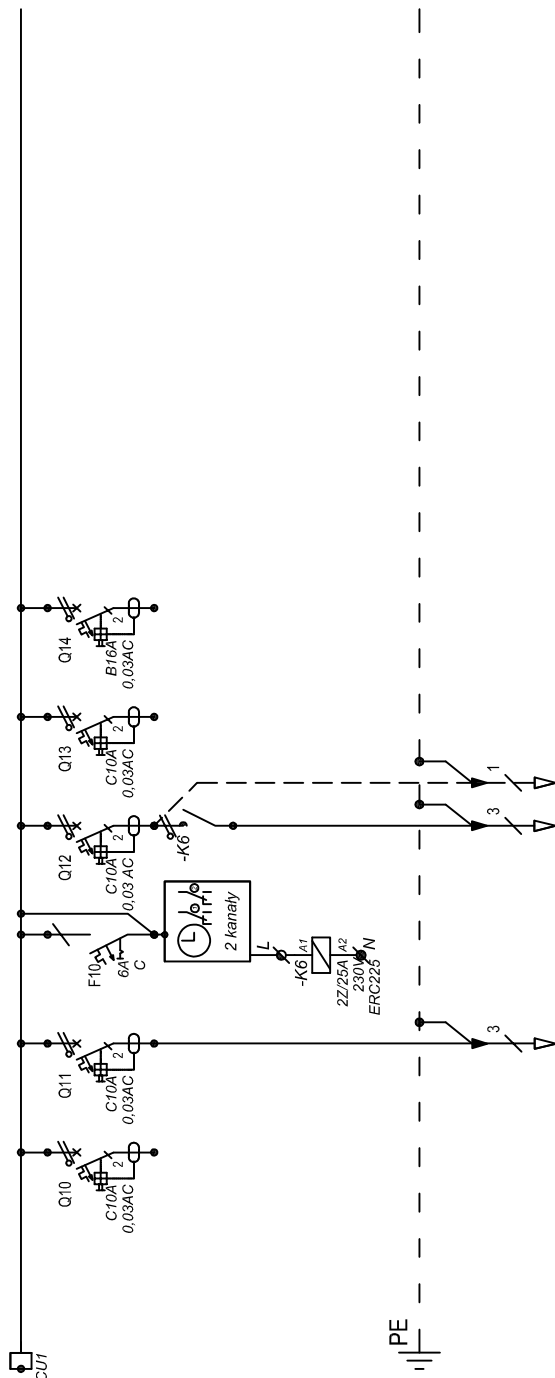 Q14
2
B16A
0,03AC
Q13
2
C10A
0,03AC
Q12
2
C10A
0,03 AC
-K6
1
3
F10
6A
C
2 kanały
L
-K6
A1
A2
2Z/25A
230V
N
ERC225
Q11
2
C10A
0,03AC
3
Q10
2
C10A
0,03AC
CU1
PE